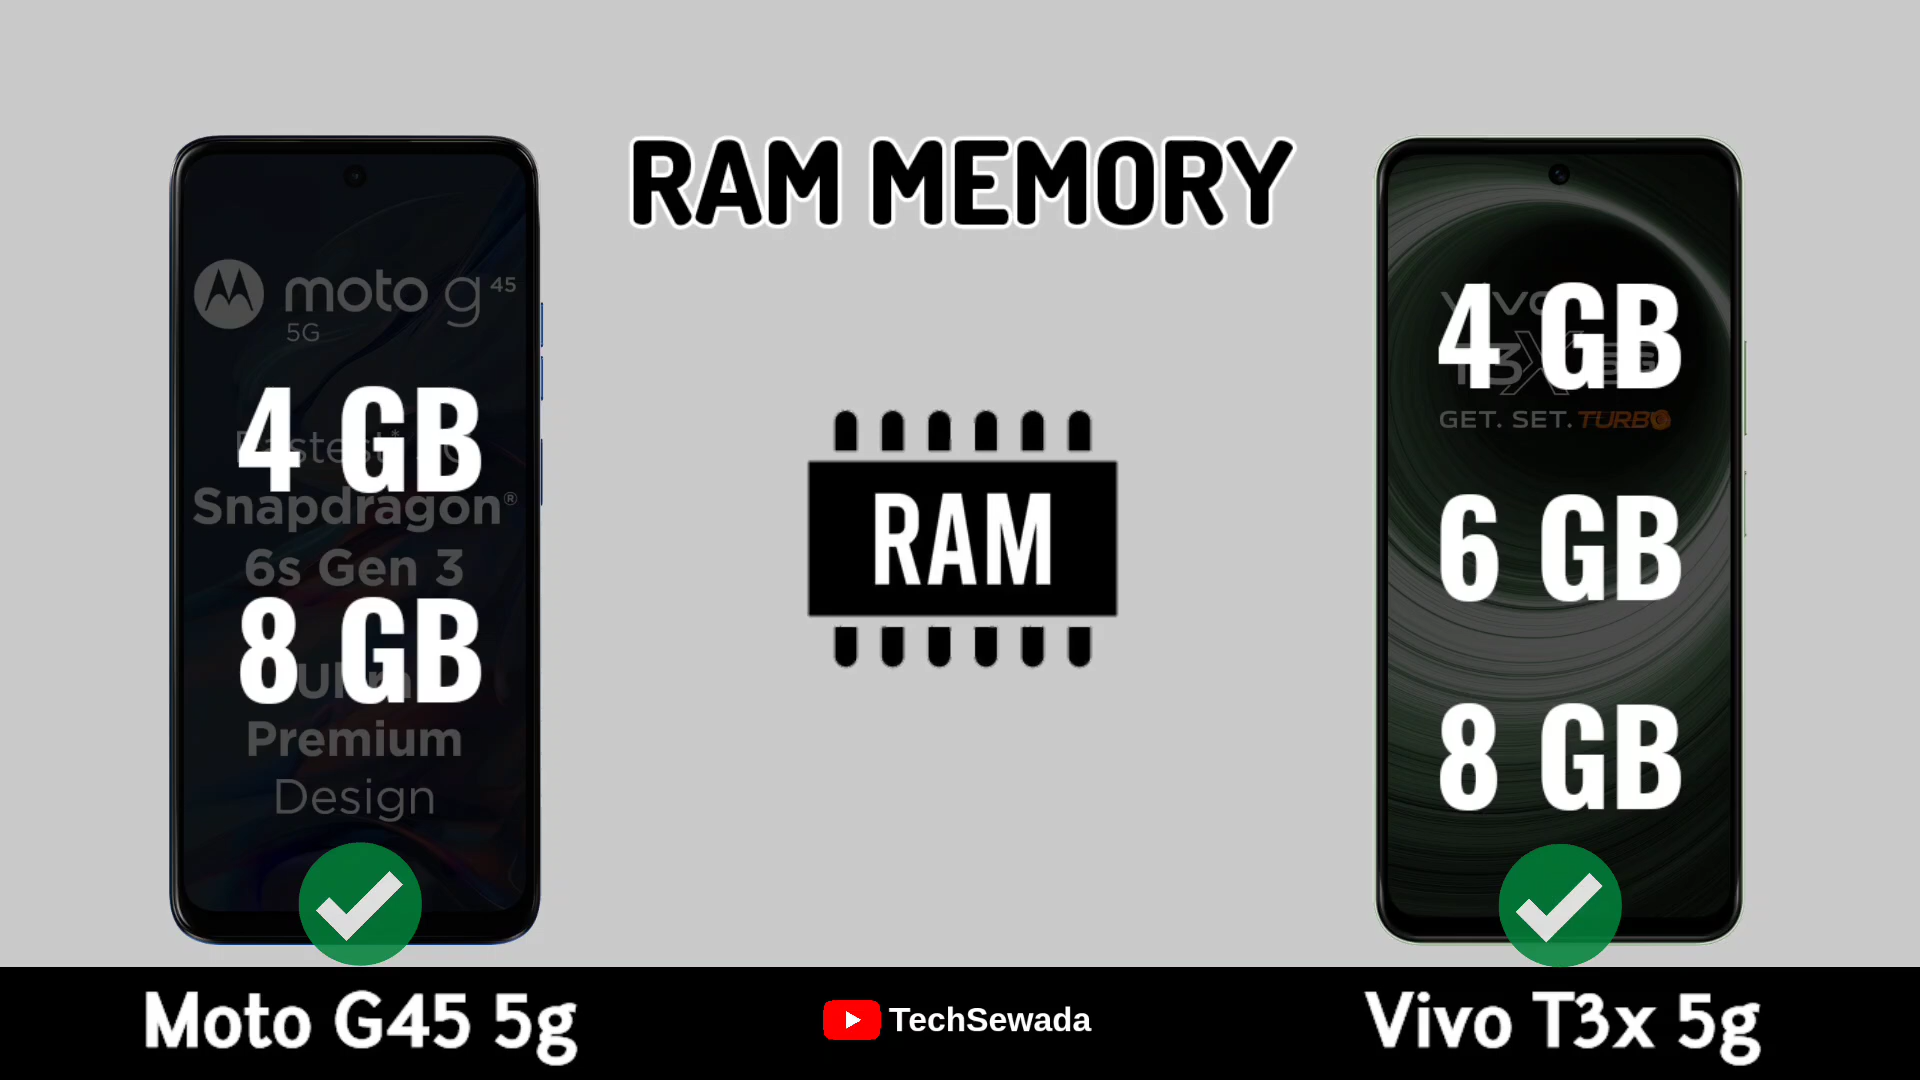 RAM MEMORY
moto g 45
5G
4 GB
Snapdragon®
6s Gen 3
8 GB
Premium
Design
RAM
4 GB
GET. SET. TURBO
6 GB
8 GB
Moto G45 5g
TechSewada
Vivo T3x 5g